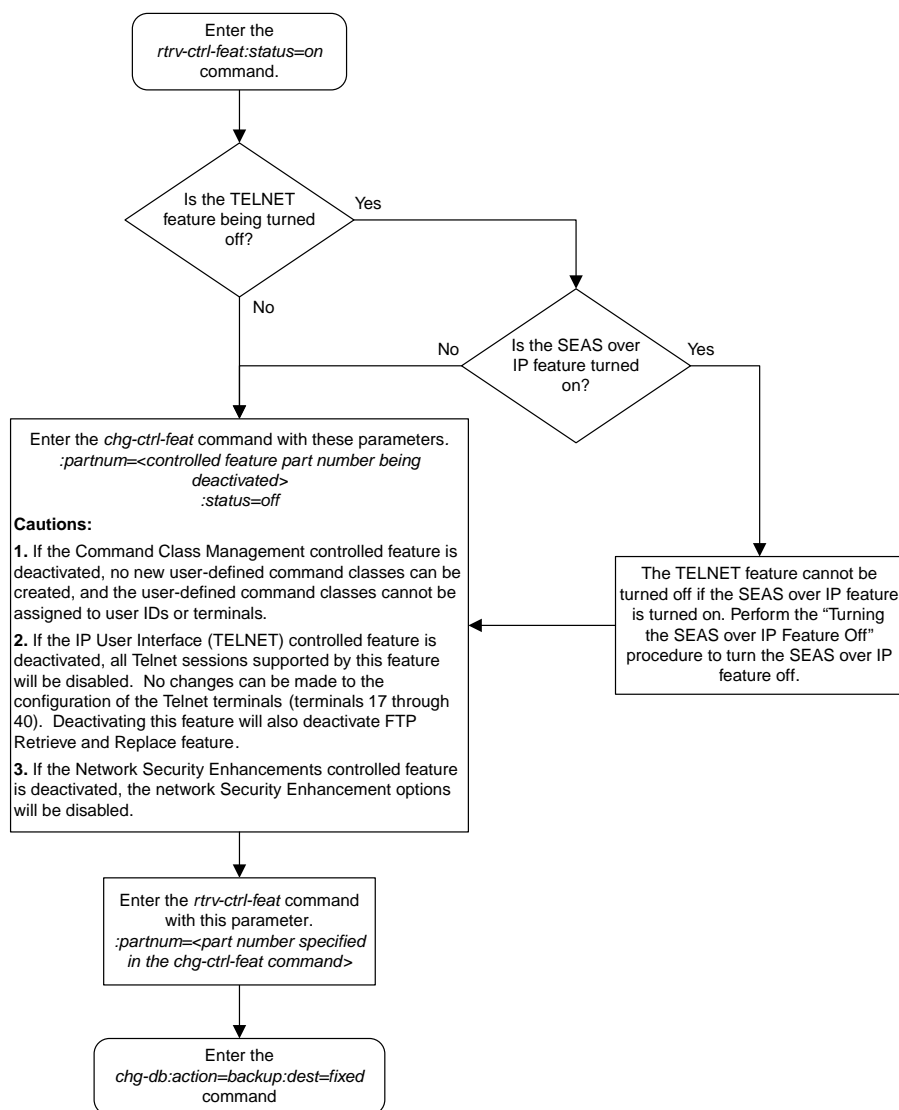 Enter the
rtrv-ctrl-feat:status=on
command.
Is the TELNET
feature being turned
off?
Yes
No
Is the SEAS over
IP feature turned
on?
No
Yes
Enter the chg-ctrl-feat command with these parameters.
:partnum=<controlled feature part number being
deactivated>
:status=off
Cautions:
1. If the Command Class Management controlled feature is
deactivated, no new user-defined command classes can be
created, and the user-defined command classes cannot be
assigned to user IDs or terminals.
2. If the IP User Interface (TELNET) controlled feature is
deactivated, all Telnet sessions supported by this feature
will be disabled. No changes can be made to the
configuration of the Telnet terminals (terminals 17 through
40). Deactivating this feature will also deactivate FTP
Retrieve and Replace feature.
3. If the Network Security Enhancements controlled feature
is deactivated, the network Security Enhancement options
will be disabled.
The TELNET feature cannot be
turned off if the SEAS over IP feature
is turned on. Perform the “Turning
the SEAS over IP Feature Off”
procedure to turn the SEAS over IP
feature off.
Enter the rtrv-ctrl-feat command
with this parameter.
:partnum=<part number specified
in the chg-ctrl-feat command>
Enter the
chg-db:action=backup:dest=fixed
command